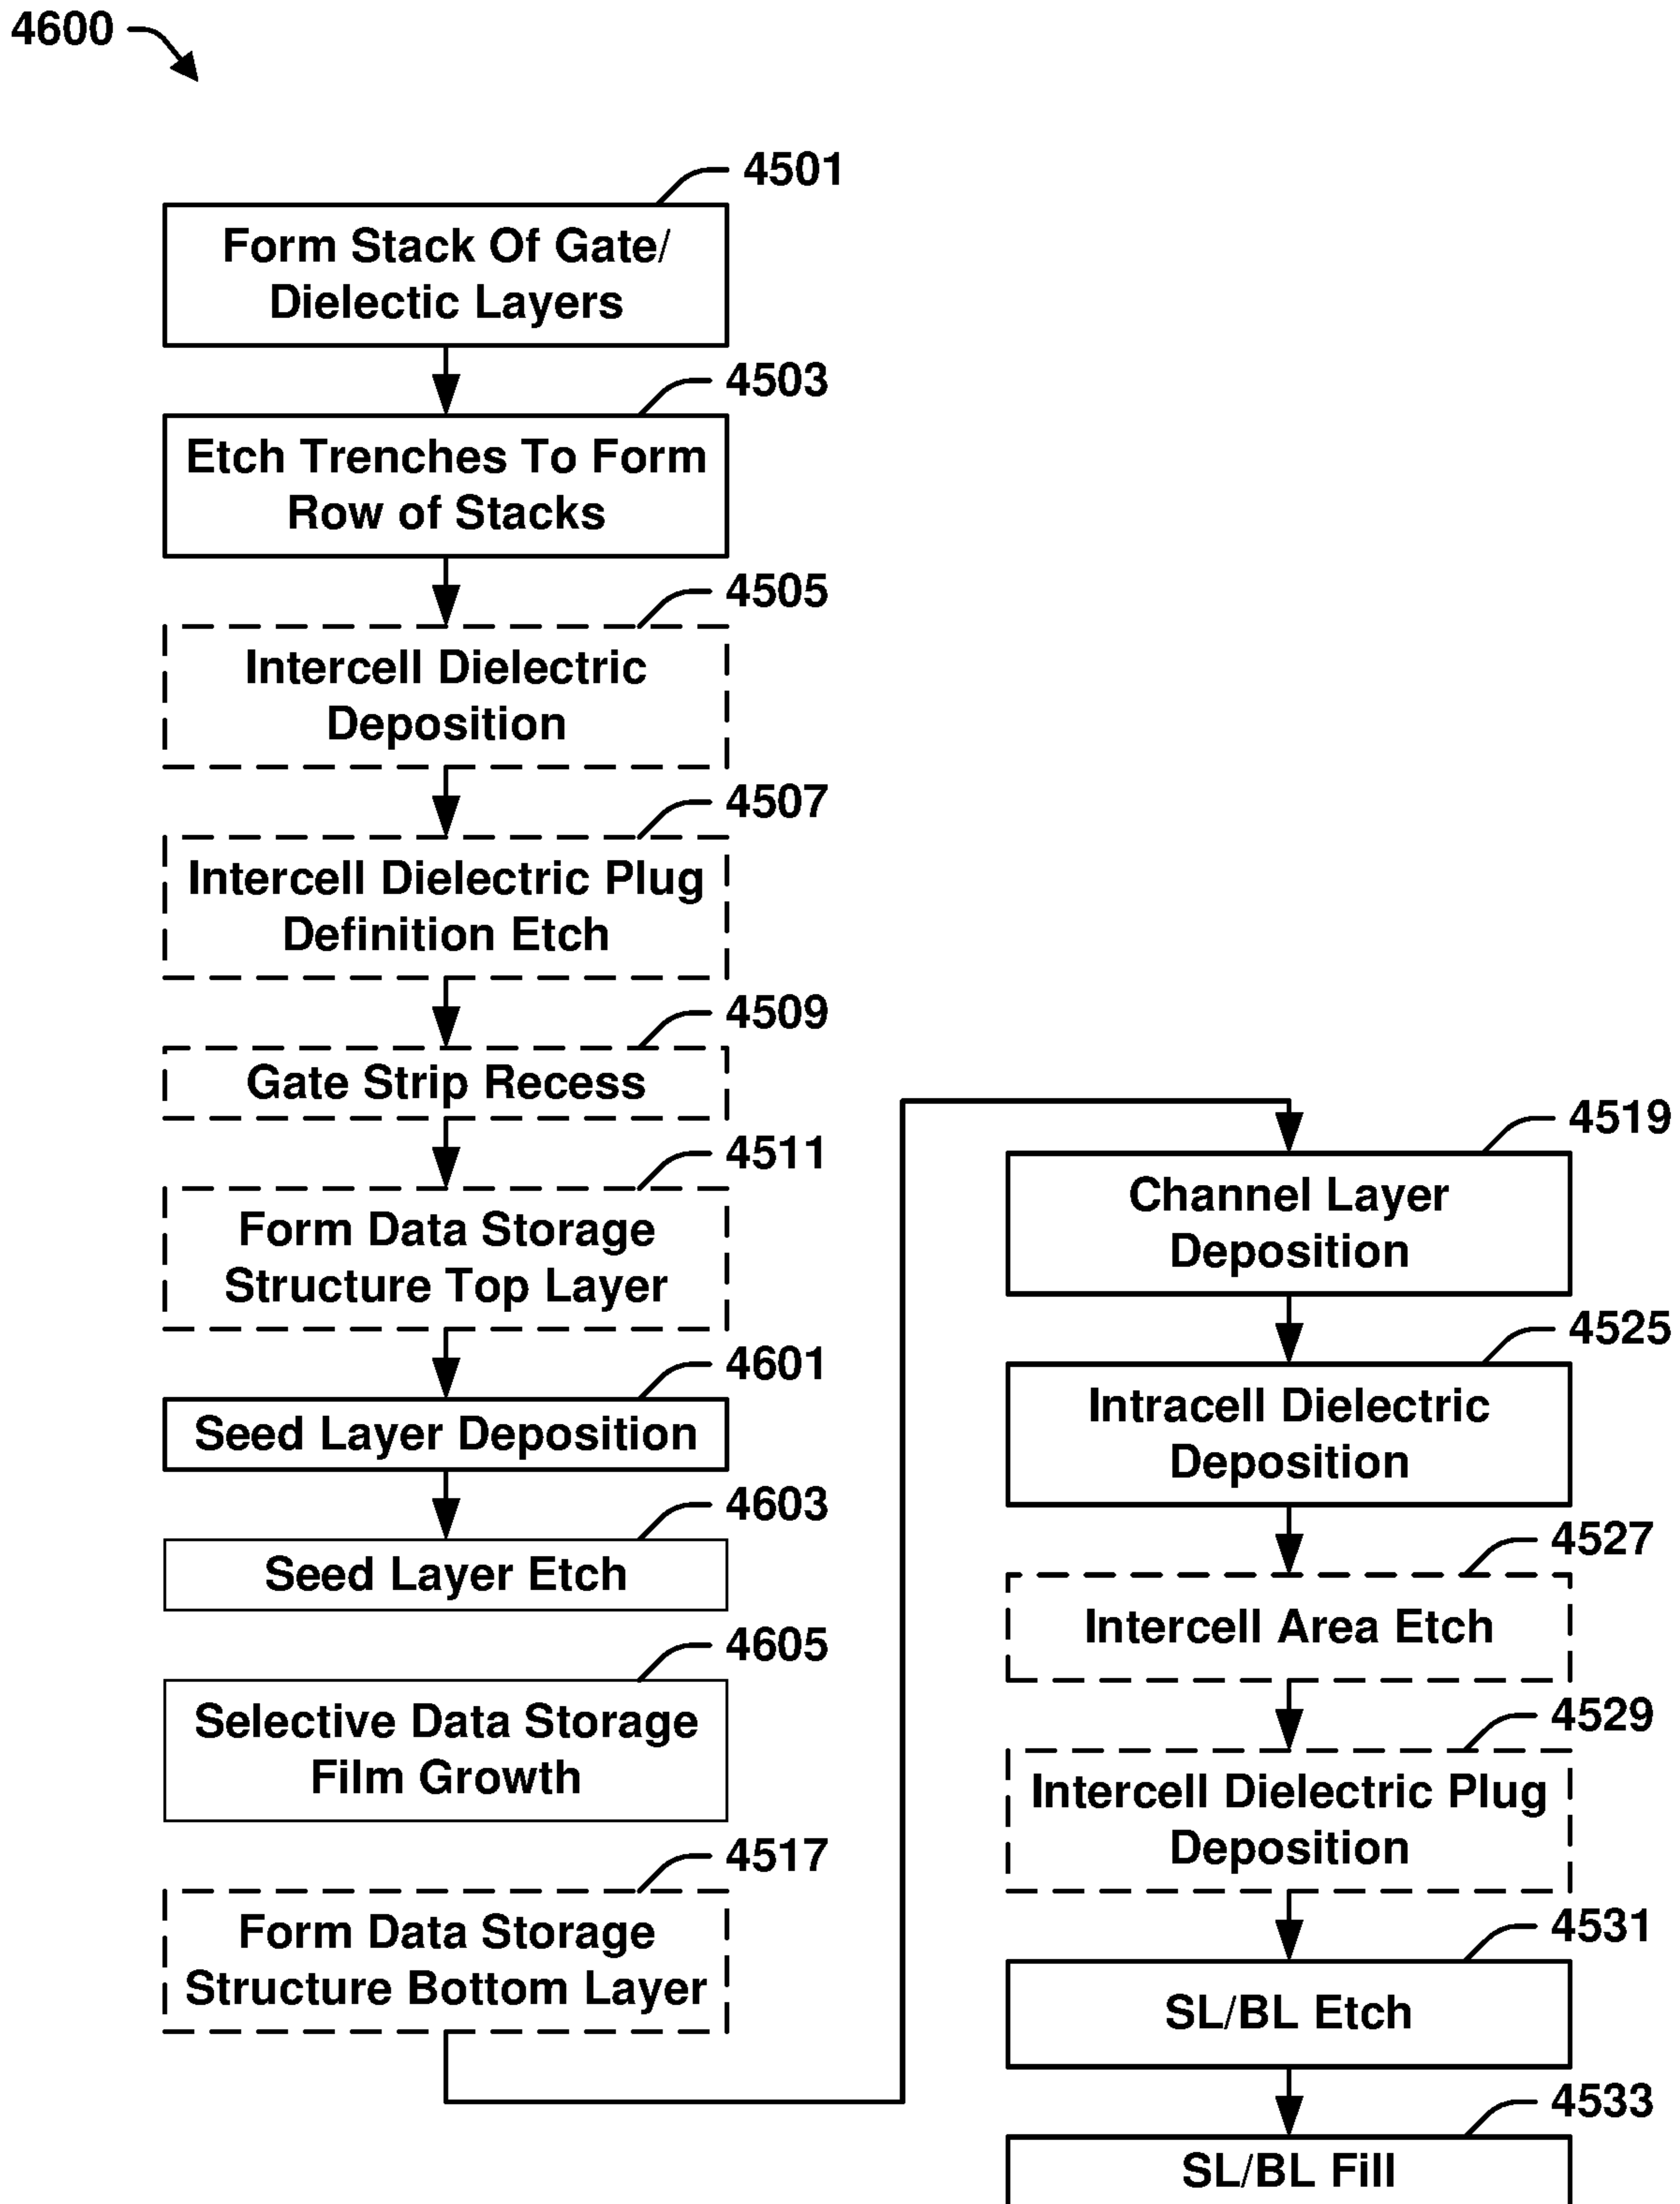 4600
4501
Form Stack Of Gate/
Dielectic Layers
4503
Etch Trenches To Form
Row of Stacks
4505
Intercell Dielectric
Deposition
4507
Intercell Dielectric Plug
Definition Etch
4509
Gate Strip Recess
4511
Form Data Storage
Structure Top Layer
4601
Seed Layer Deposition
4603
Seed Layer Etch
4605
Selective Data Storage
Film Growth
4517
Form Data Storage
Structure Bottom Layer
4519
Channel Layer
Deposition
4525
Intracell Dielectric
Deposition
4527
Intercell Area Etch
4529
Intercell Dielectric Plug
Deposition
4531
SL/BL Etch
4533
SL/BL Fill